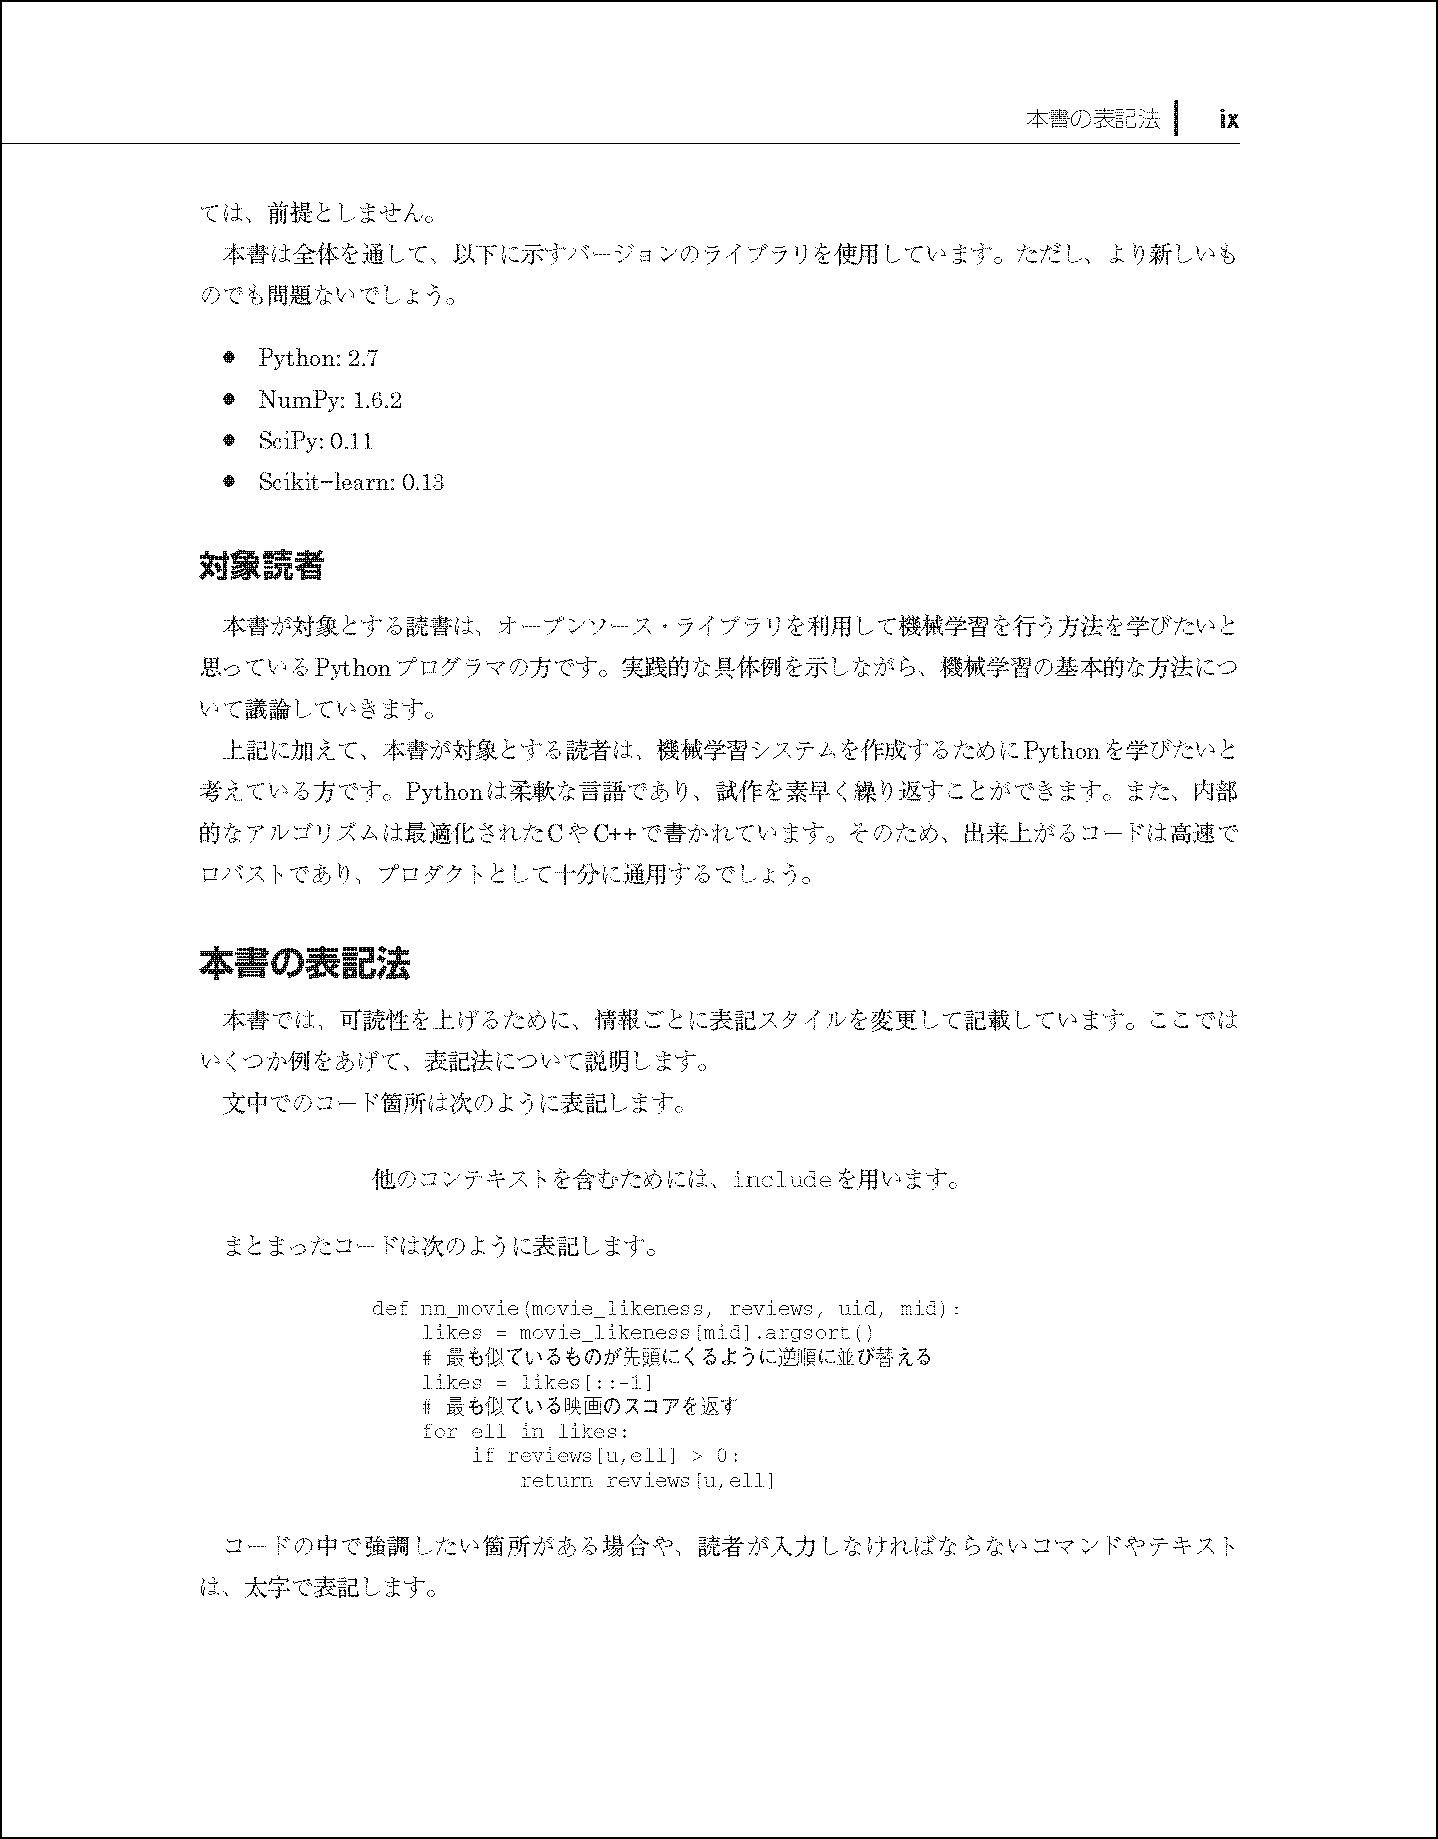 本書の表記法 ix
ては、前提としません。
本書は全体を通して、以下に示すバージョンのライブラリを使用しています。ただし、より新しいも
のでも問題ないでしょう。
● Python: 2.7
● NumPy: 1.6.2
● SciPy: 0.11
● Scikit-learn: 0.13
対象読者
本書が対象とする読書は、オープンソース・ライブラリを利用して機械学習を行う方法を学びたいと
思っているPythonプログラマの方です。実践的な具体例を示しながら、機械学習の基本的な方法につ
いて議論していきます。
上記に加えて、本書が対象とする読者は、機械学習システムを作成するためにPythonを学びたいと
考えている方です。Pythonは柔軟な言語であり、試作を素早く繰り返すことができます。また、内部
的なアルゴリズムは最適化されたCやC++で書かれています。そのため、出来上がるコードは高速で
ロバストであり、プロダクトとして十分に通用するでしょう。
本書の表記法
本書では、可読性を上げるために、情報ごとに表記スタイルを変更して記載しています。ここでは
いくつか例をあげて、表記法について説明します。
文中でのコード箇所は次のように表記します。
他のコンテキストを含むためには、includeを用います。
まとまったコードは次のように表記します。
def nn_movie(movie_likeness, reviews, uid, mid):
    likes = movie_likeness[mid].argsort()
    # 最も似ているものが先頭にくるように逆順に並び替える
    likes = likes[::-1]
    # 最も似ている映画のスコアを返す
    for ell in likes:
        if reviews[u,ell] > 0:
            return reviews[u,ell]
コードの中で強調したい箇所がある場合や、読者が入力しなければならないコマンドやテキスト
は、太字で表記します。